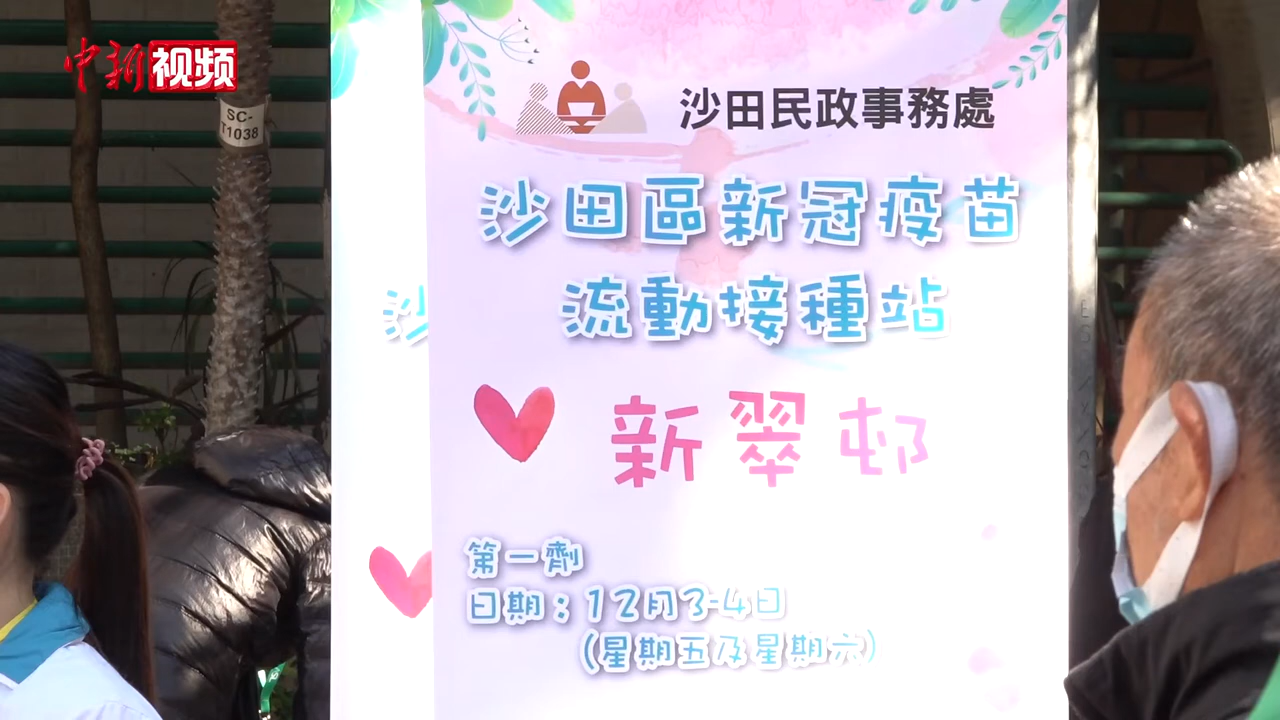 中新视频
SC-
T1038
沙田民政事務處
沙田區新冠疫苗
流動接種站
沙
新翠邨
第一劑
日期：12月3-4日
(星期五及星期六)